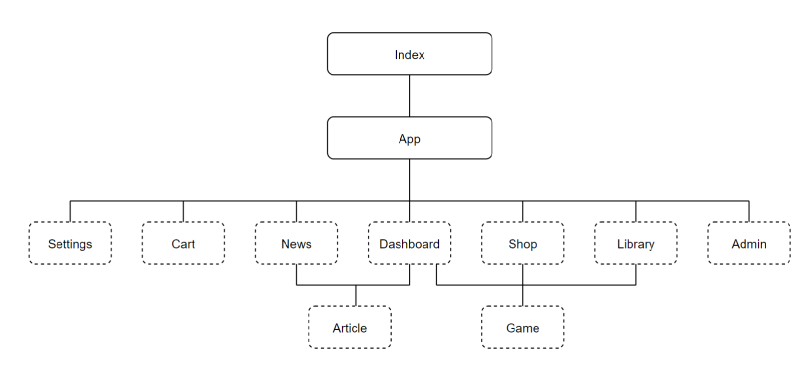 Index
App
Settings
Cart
News
Dashboard
Shop
Library
Admin
Article
Game